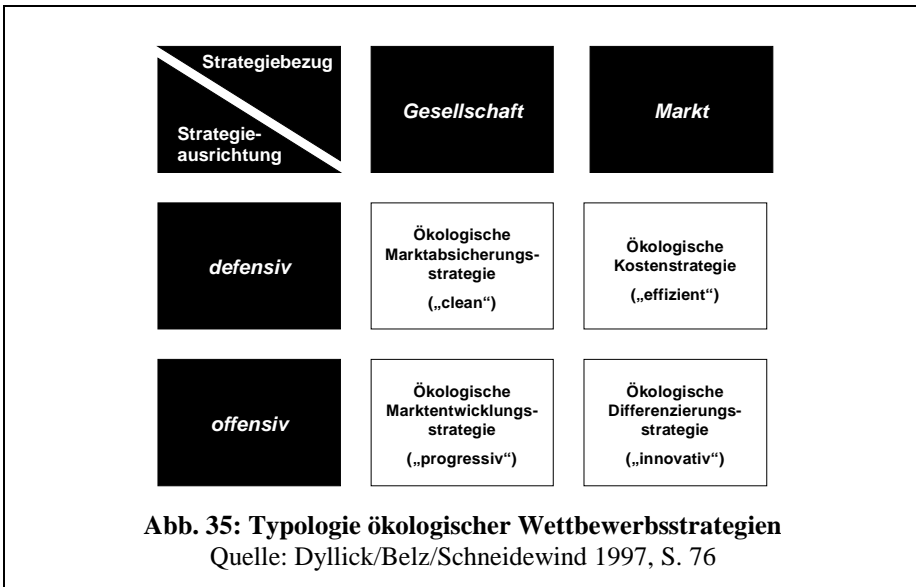 Strategiebezug
Strategie-
ausrichtung
Gesellschaft
Markt
defensiv
Ökologische
Marktabsicherungs-
strategie
(„clean“)
Ökologische
Kostenstrategie
(„effizient“)
offensiv
Ökologische
Marktentwicklungs-
strategie
(„progressiv“)
Ökologische
Differenzierungs-
strategie
(„innovativ“)
Abb. 35: Typologie ökologischer Wettbewerbsstrategien
Quelle: Dyllick/Belz/Schneidewind 1997, S. 76